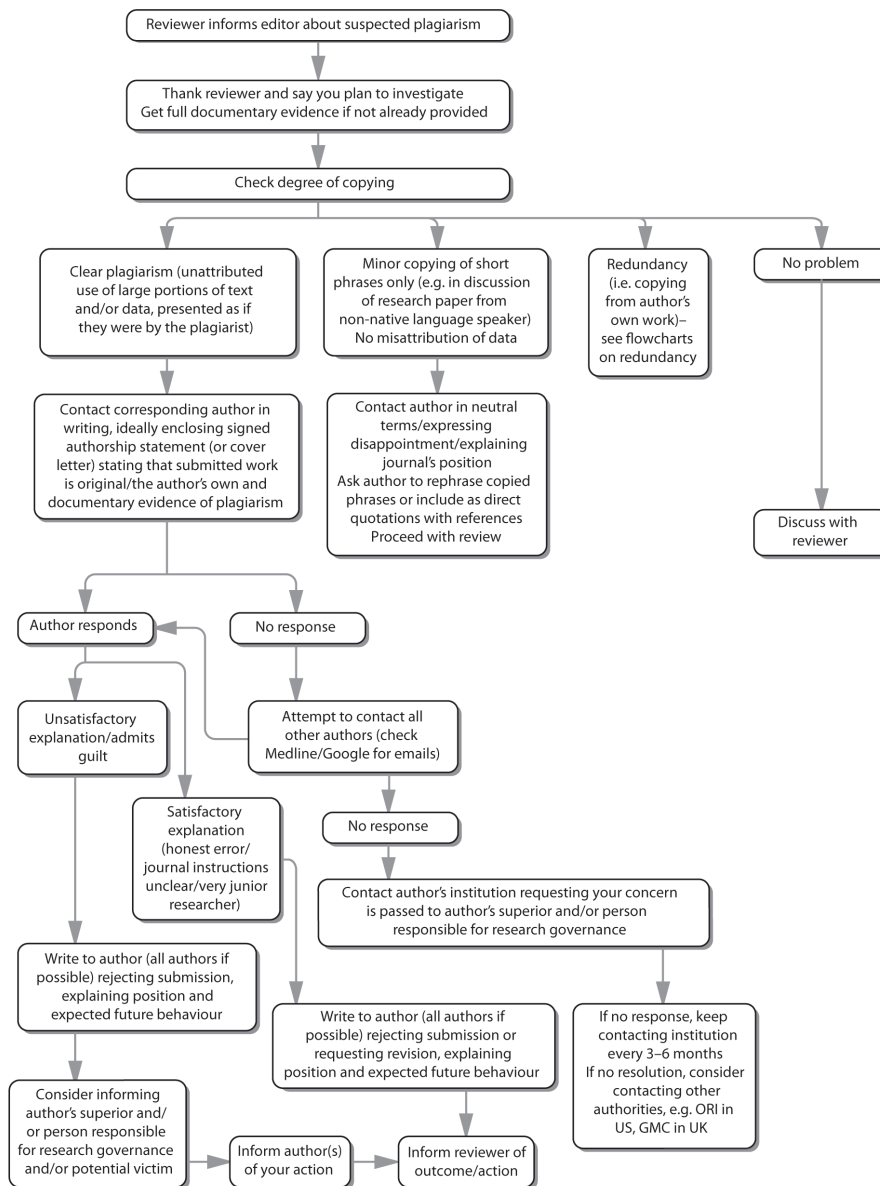 Reviewer informs editor about suspected plagiarism
Thank reviewer and say you plan to investigate
Get full documentary evidence if not already provided
Check degree of copying
Clear plagiarism (unattributed
use of large portions of text
and/or data, presented as if
they were by the plagiarist)
Minor copying of short
phrases only (e.g. in discussion
of research paper from
non-native language speaker)
No misattribution of data
Redundancy
(i.e. copying
from author's
own work)–
see flowcharts
on redundancy
No problem
Contact corresponding author in
writing, ideally enclosing signed
authorship statement (or cover
letter) stating that submitted work
is original/the author's own and
documentary evidence of plagiarism
Contact author in neutral
terms/expressing
disappointment/explaining
journal's position
Ask author to rephrase copied
phrases or include as direct
quotations with references
Proceed with review
Discuss with
reviewer
Author responds
No response
Unsatisfactory
explanation/admits
guilt
Attempt to contact all
other authors (check
Medline/Google for emails)
Satisfactory
explanation
(honest error/
journal instructions
unclear/very junior
researcher)
No response
Contact author's institution requesting your concern
is passed to author's superior and/or person
responsible for research governance
Write to author (all authors if
possible) rejecting submission,
explaining position and
expected future behaviour
Write to author (all authors if
possible) rejecting submission or
requesting revision, explaining
position and expected future behaviour
If no response, keep
contacting institution
every 3–6 months
If no resolution, consider
contacting other
authorities, e.g. ORI in
US, GMC in UK
Consider informing
author's superior and/
or person responsible
for research governance
and/or potential victim
Inform author(s)
of your action
Inform reviewer of
outcome/action